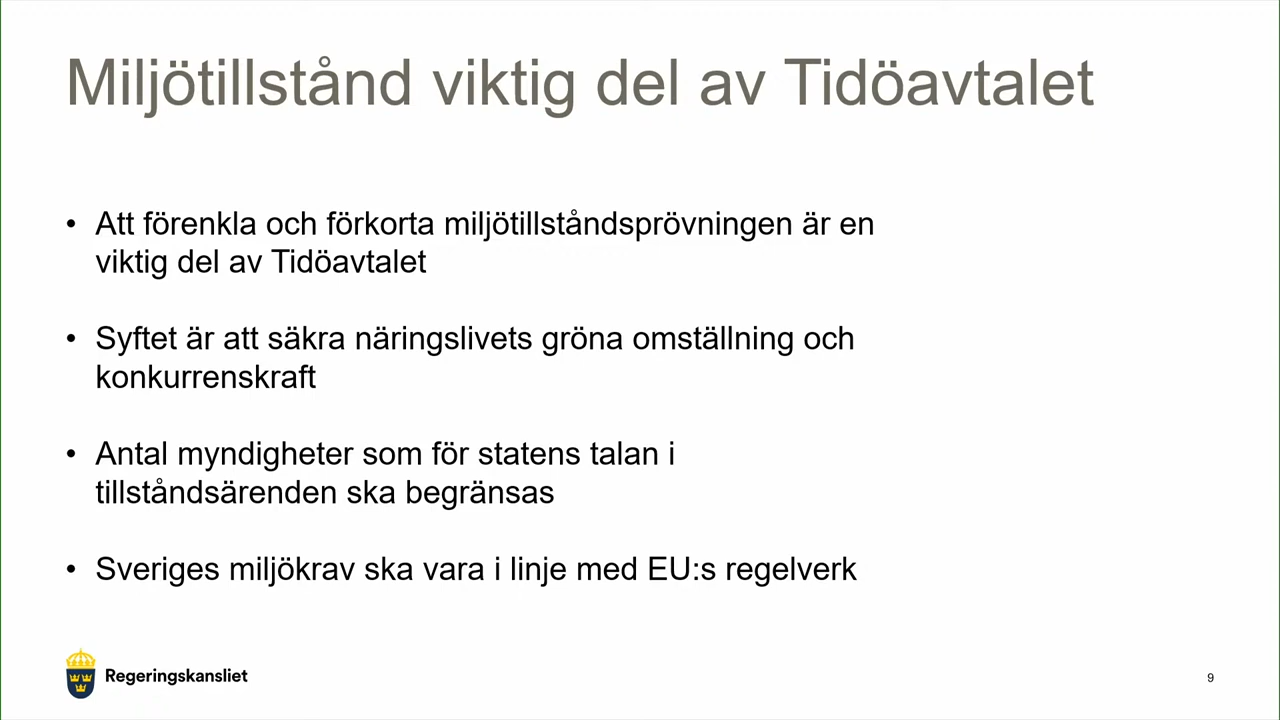 Miljötillstånd viktig del av Tidöavtalet
• Att förenkla och förkorta miljötillståndsprövningen är en
viktig del av Tidöavtalet
• Syftet är att säkra näringslivets gröna omställning och
konkurrenskraft
• Antal myndigheter som för statens talan i
tillståndsärenden ska begränsas
• Sveriges miljökrav ska vara i linje med EU:s regelverk
Regeringskansliet
9